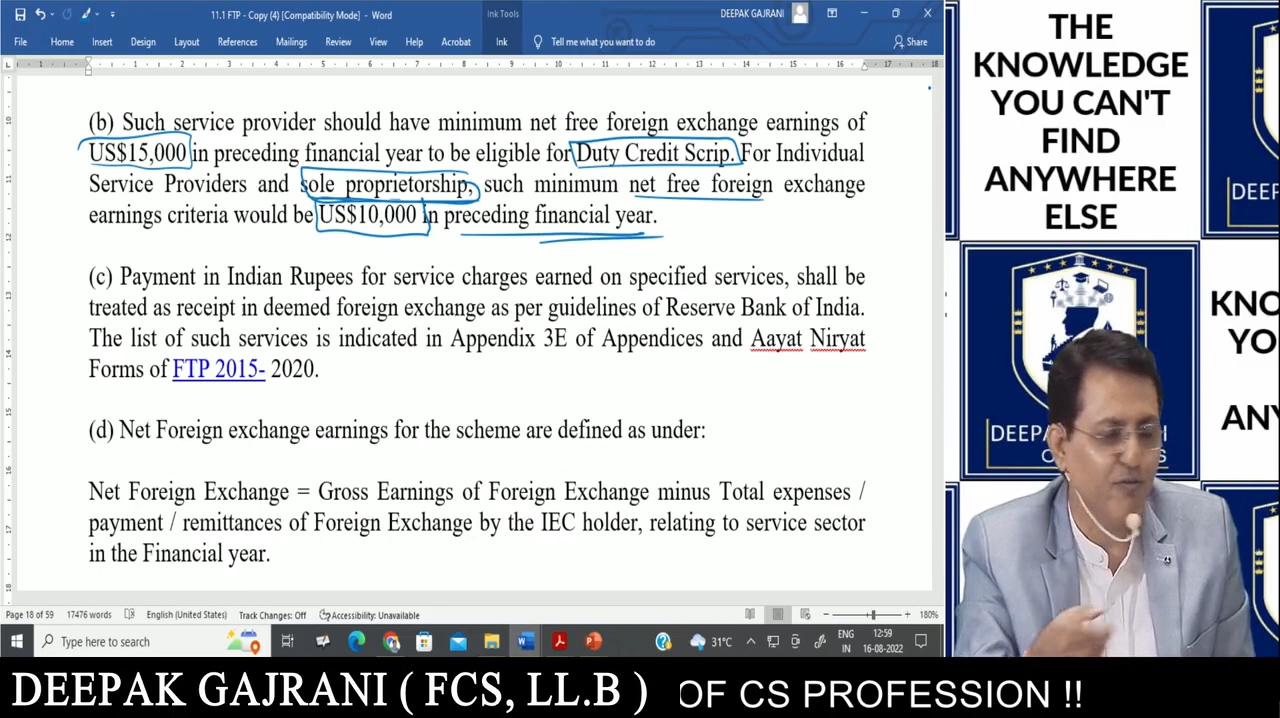 11.1 FTP - Copy (4) [Compatibility Mode] - Word
Ink Tools
DEEPAK GAJRANI
File Home Insert Design Layout References Mailings Review View Help Acrobat Ink Tell me what you want to do Share
(b) Such service provider should have minimum net free foreign exchange earnings of
US$15,000 in preceding financial year to be eligible for Duty Credit Scrip. For Individual
Service Providers and sole proprietorship, such minimum net free foreign exchange
earnings criteria would be US$10,000 in preceding financial year.
(c) Payment in Indian Rupees for service charges earned on specified services, shall be
treated as receipt in deemed foreign exchange as per guidelines of Reserve Bank of India.
The list of such services is indicated in Appendix 3E of Appendices and Aayat Niryat
Forms of FTP 2015- 2020.
(d) Net Foreign exchange earnings for the scheme are defined as under:
Net Foreign Exchange = Gross Earnings of Foreign Exchange minus Total expenses /
payment / remittances of Foreign Exchange by the IEC holder, relating to service sector
in the Financial year.
Page 18 of 59 17476 words English (United States) Track Changes: Off Accessibility: Unavailable 180%
Type here to search
31°C
ENG
IN
12:59
16-08-2022
THE
KNOWLEDGE
YOU CAN'T
FIND
ANYWHERE
ELSE
DEEP
KNO
YO
ANY
DEEPA
DEEPAK GAJRANI ( FCS, LL.B )
OF CS PROFESSION !!